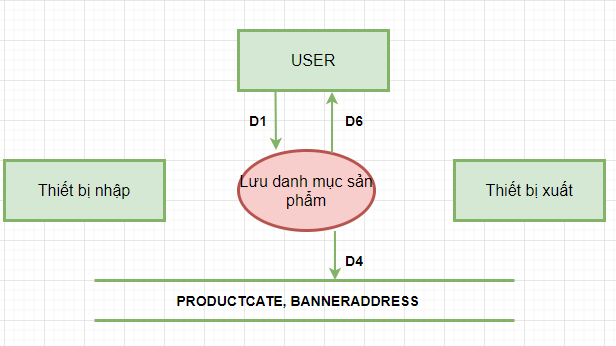 USER
D1
D6
Thiết bị nhập
Lưu danh mục sản
phẩm
Thiết bị xuất
D4
PRODUCTCATE, BANNERADDRESS